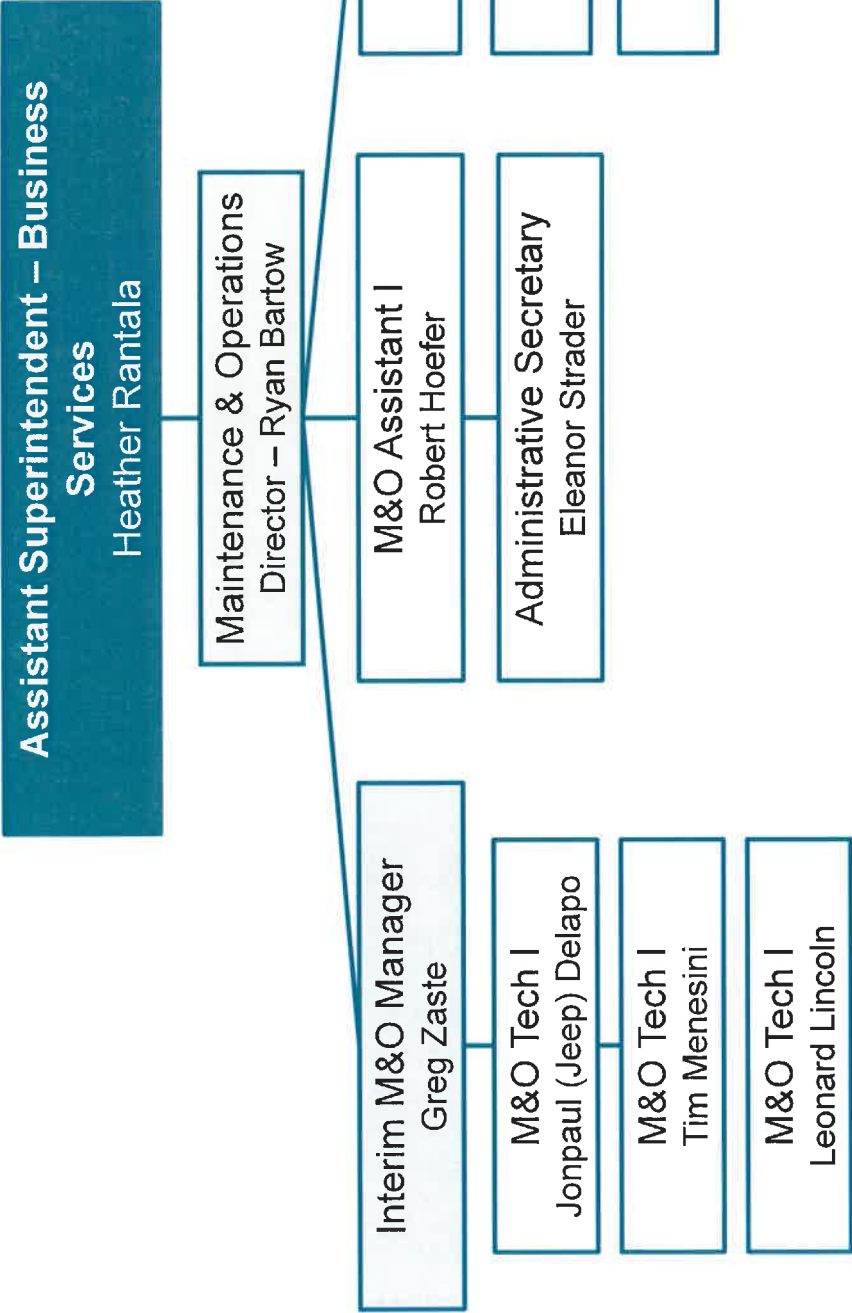 Assistant Superintendent – Business
Services
Heather Rantala
Maintenance & Operations
Director – Ryan Bartow
Interim M&O Manager
Greg Zaste
M&O Tech I
Jonpaul (Jeep) Delapo
M&O Tech I
Tim Menesini
M&O Tech I
Leonard Lincoln
M&O Assistant I
Robert Hoefer
Administrative Secretary
Eleanor Strader